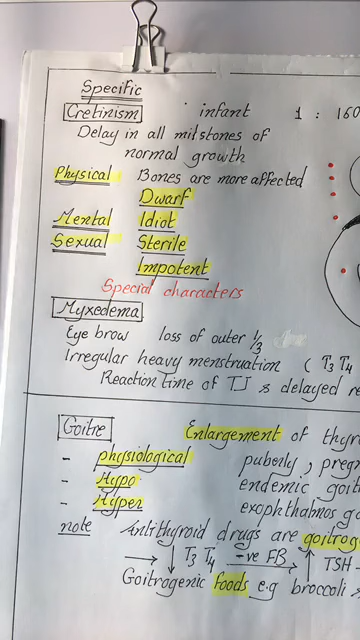 Specific
Cretinism infant 1 : 160
Delay in all milstones of
normal growth
Physical Bones are more affected
Dwarf
Mental Idiot
Sexual Sterile
Impotent
Special characters
Myxedema
Eye brow loss of outer 1/3
Irregular heavy menstruation ( T3 T4
Reaction time of TJ is delayed re
Goitre Enlargement of thyr
- physiological puberty, pregn
- Hypo endemic goit
- Hyper exophthalmos go
note Antithyroid drugs are goitrog
→ ↓ T3 T4 -ve FB → ↑ TSH
Goitrogenic foods e.g broccoli